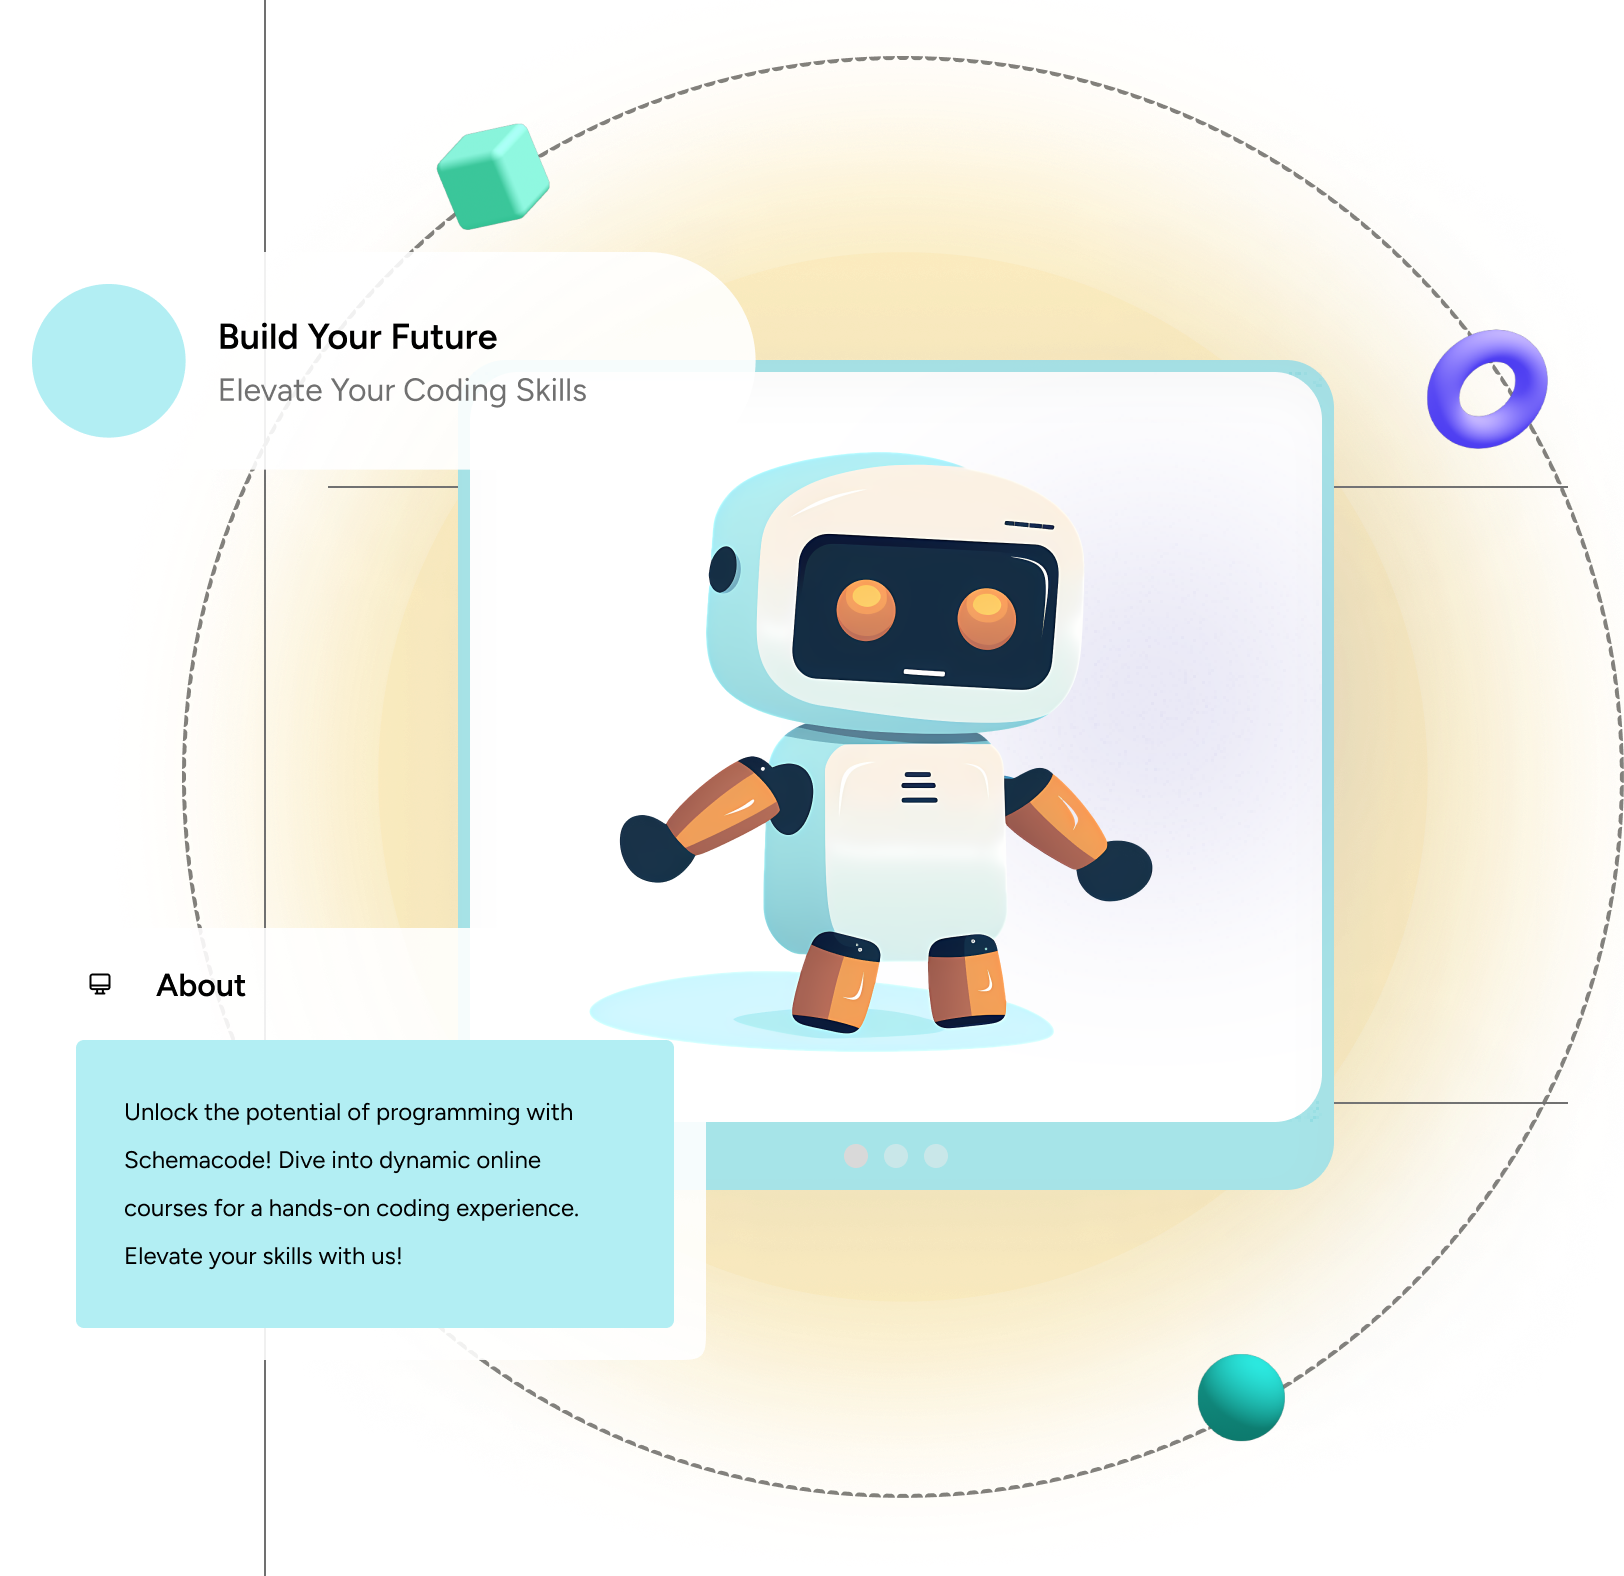 Build Your Future
Elevate Your Coding Skills
About
Unlock the potential of programming with
Schemacode! Dive into dynamic online
courses for a hands-on coding experience.
Elevate your skills with us!